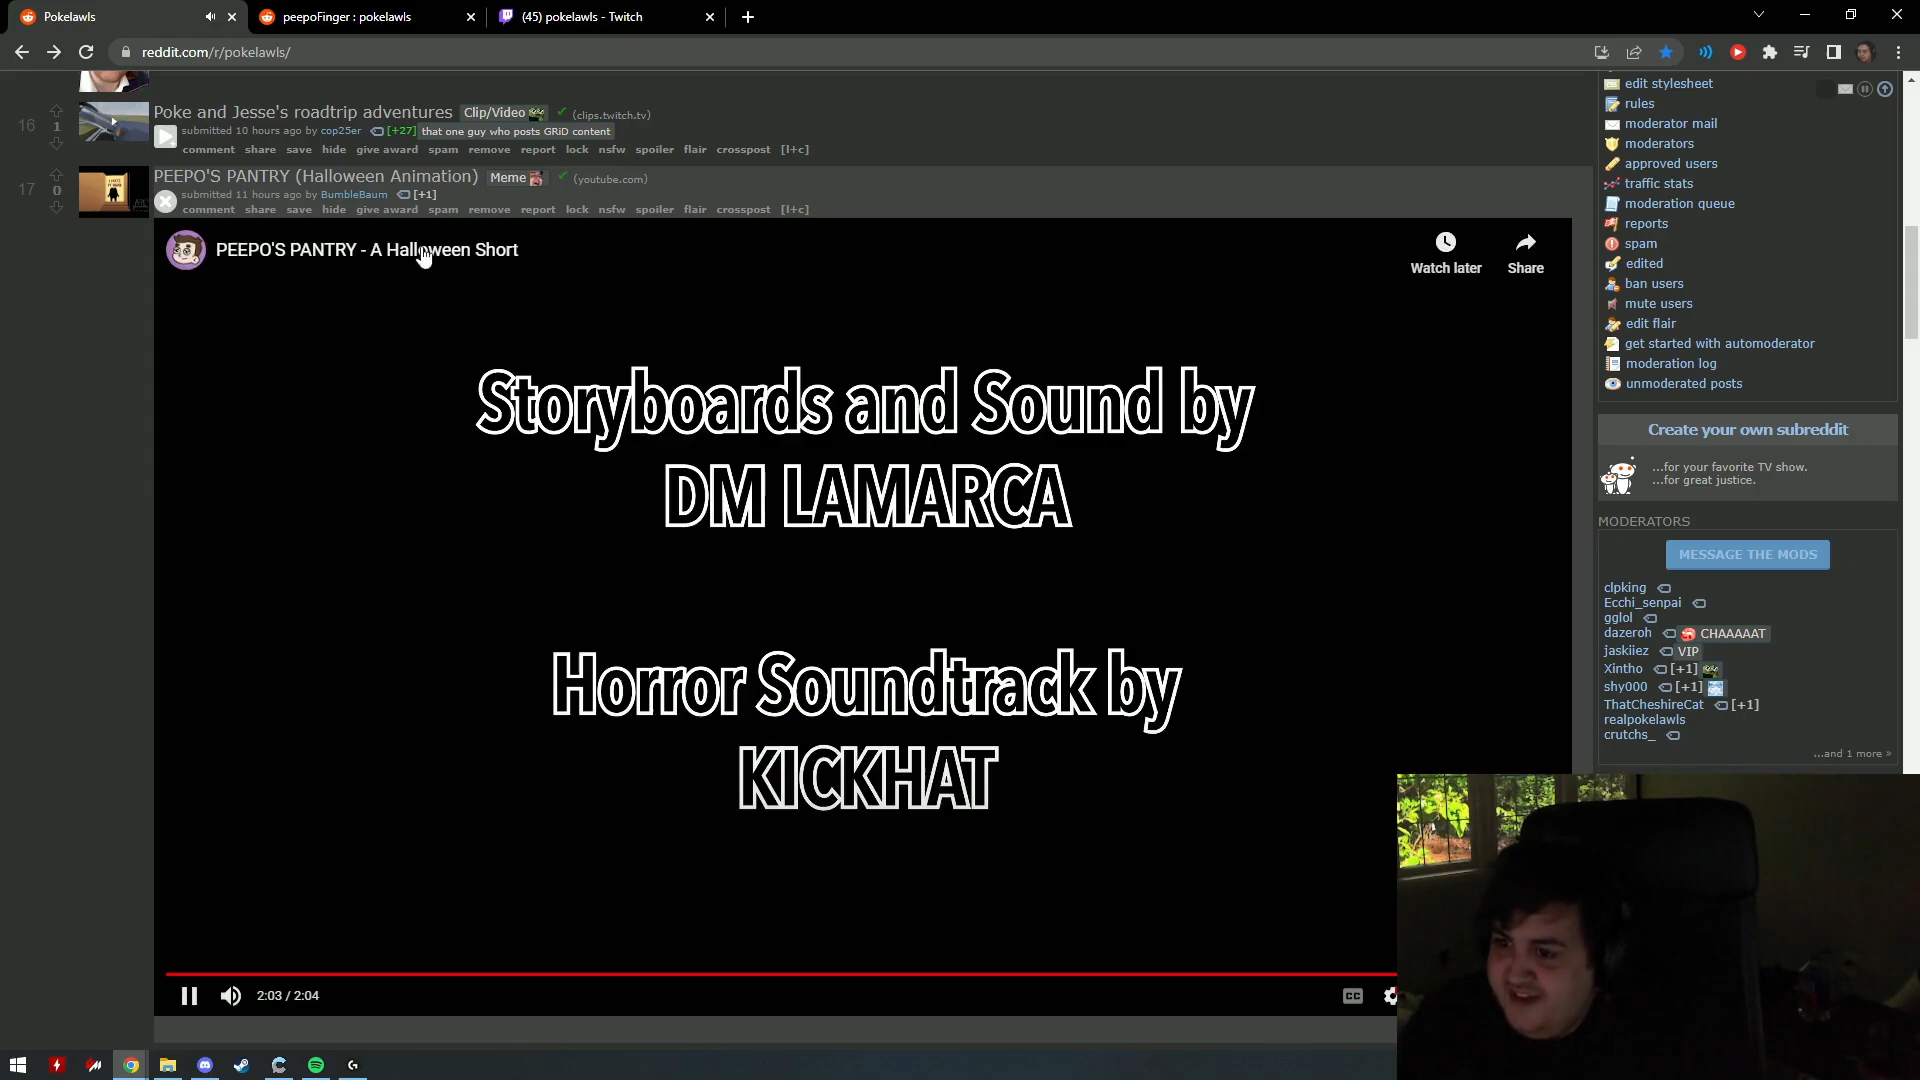 Pokelawls
peepoFinger : pokelawls
(45) pokelawls - Twitch
reddit.com/r/pokelawls/
16
1
Poke and Jesse's roadtrip adventures Clip/Video (clips.twitch.tv)
submitted 10 hours ago by cop25er [+27] that one guy who posts GRiD content
comment share save hide give award spam remove report lock nsfw spoiler flair crosspost [l+c]
17
0
PEEPO'S PANTRY (Halloween Animation) Meme (youtube.com)
submitted 11 hours ago by BumbleBaum [+1]
comment share save hide give award spam remove report lock nsfw spoiler flair crosspost [l+c]
PEEPO'S PANTRY - A Halloween Short
Watch later
Share
Storyboards and Sound by
DM LAMARCA
Horror Soundtrack by
KICKHAT
2:03 / 2:04
CC
edit stylesheet
rules
moderator mail
moderators
approved users
traffic stats
moderation queue
reports
spam
edited
ban users
mute users
edit flair
get started with automoderator
moderation log
unmoderated posts
Create your own subreddit
...for your favorite TV show.
...for great justice.
MODERATORS
MESSAGE THE MODS
clpking
Ecchi_senpai
gglol
dazeroh CHAAAAAT
jaskiiez VIP
Xintho [+1]
shy000 [+1]
ThatCheshireCat [+1]
realpokelawls
crutchs_
...and 1 more »